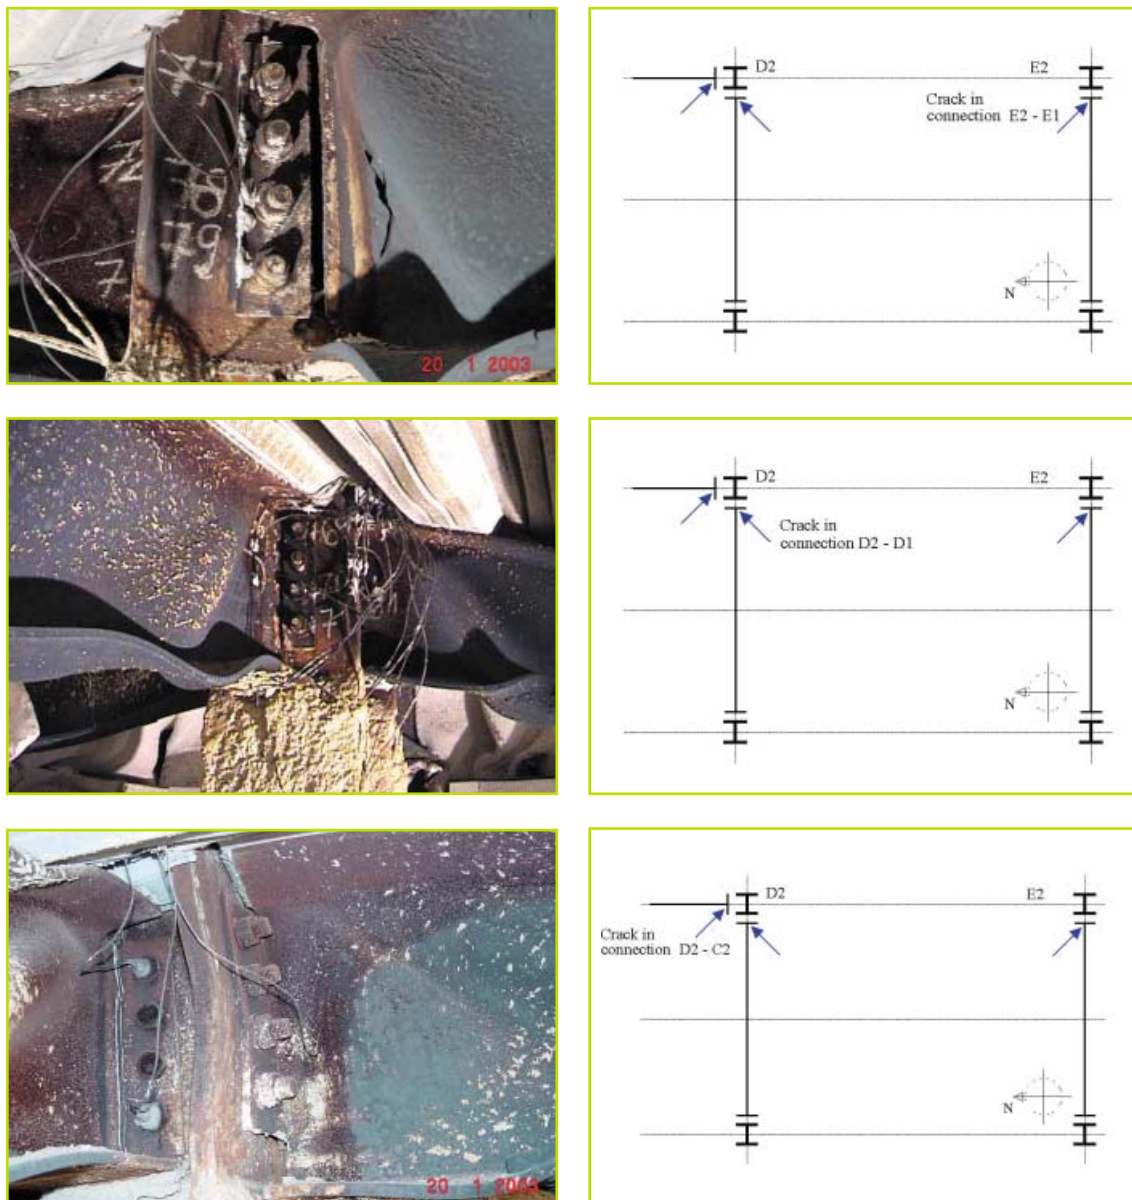 D2
E2
Crack in
connection E2 - E1
N
20 1 2003
D2
E2
Crack in
connection D2 - D1
N
D2
E2
Crack in
connection D2 - C2
N
20 1 2003